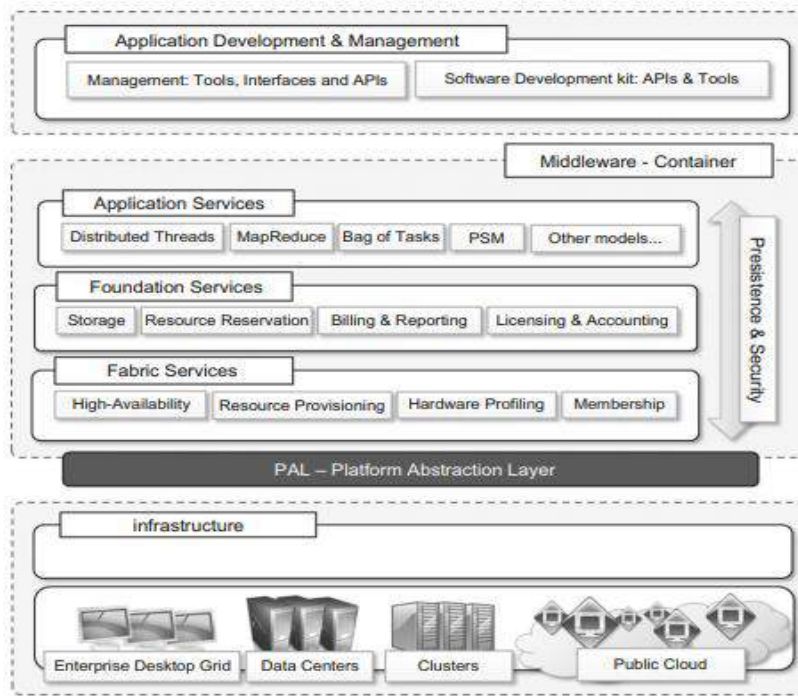 Application Development & Management
Management: Tools, Interfaces and APIs
Software Development kit: APIs & Tools
Middleware - Container
Application Services
Distributed Threads
MapReduce
Bag of Tasks
PSM
Other models...
Foundation Services
Storage
Resource Reservation
Billing & Reporting
Licensing & Accounting
Fabric Services
High-Availability
Resource Provisioning
Hardware Profiling
Membership
Presistence & Security
PAL – Platform Abstraction Layer
infrastructure
Enterprise Desktop Grid
Data Centers
Clusters
Public Cloud